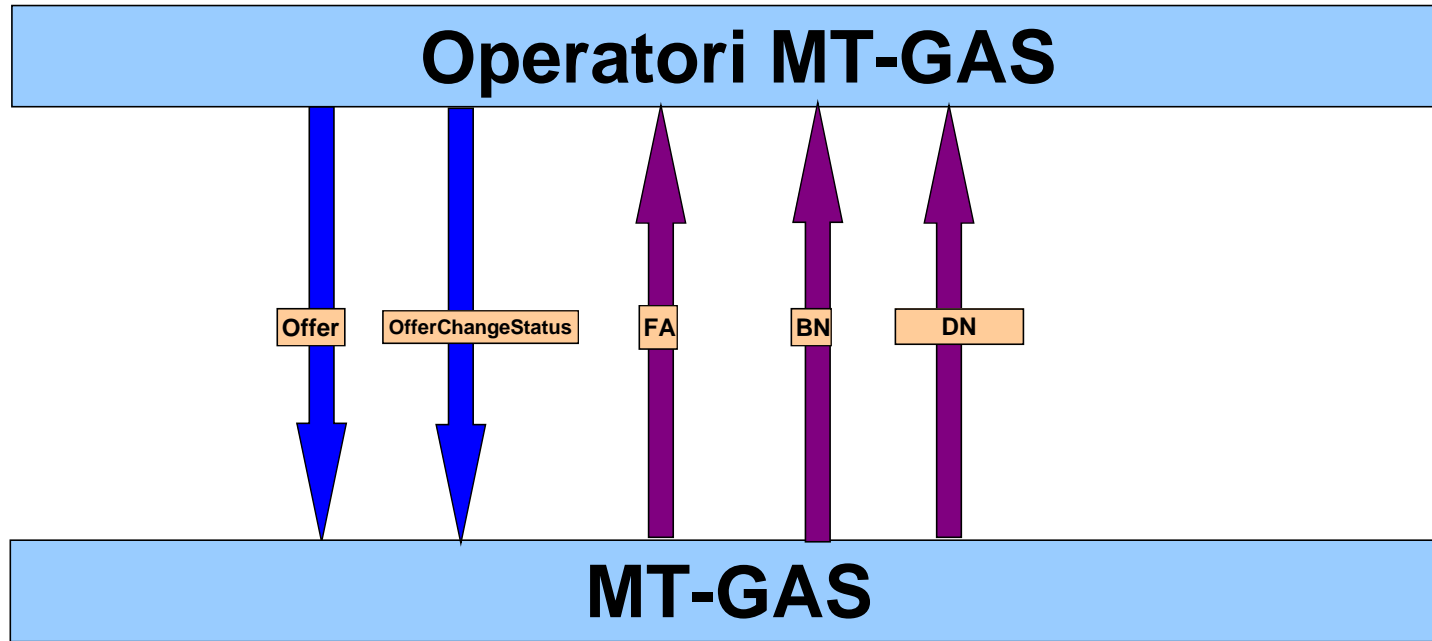 Operatori MT-GAS
Offer
OfferChangeStatus
FA
BN
DN
MT-GAS